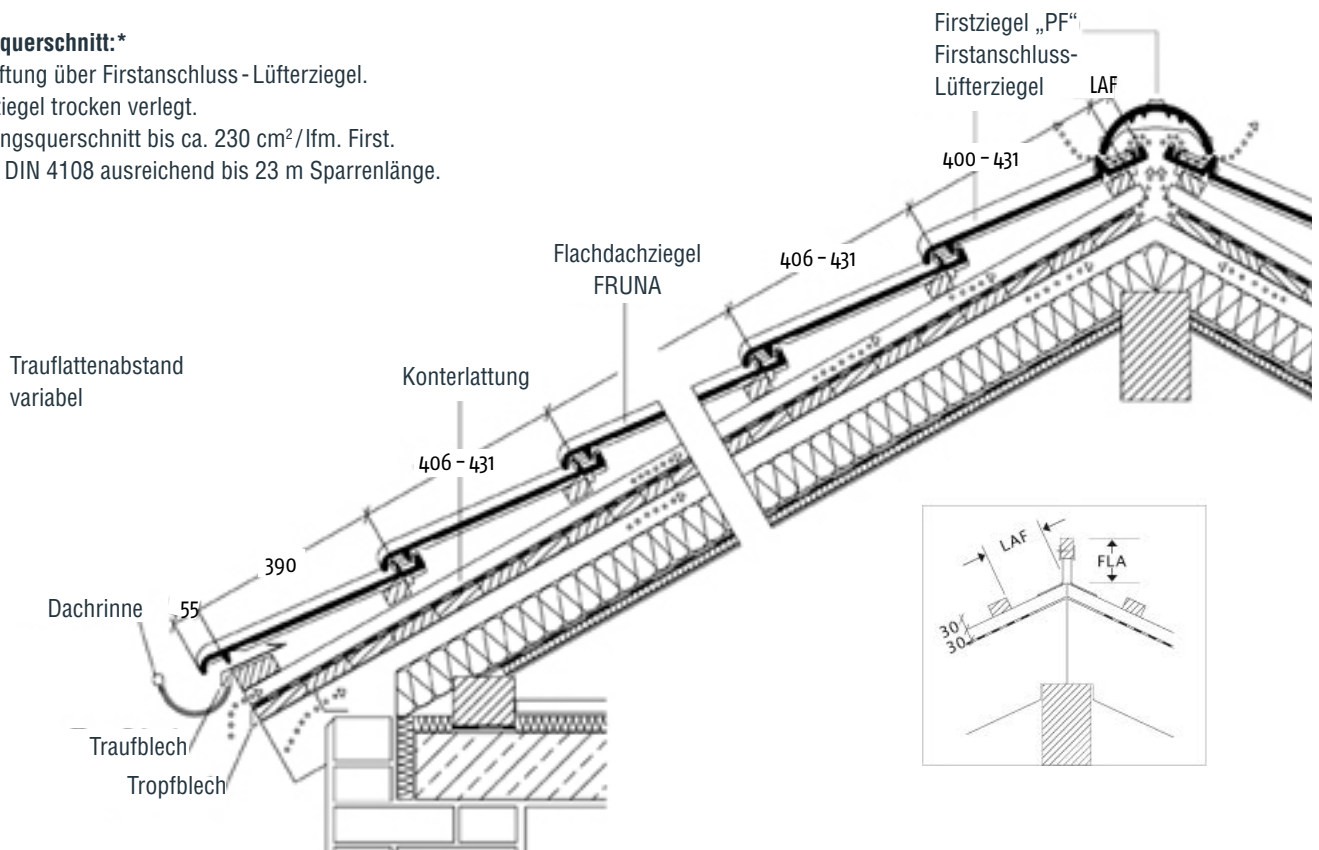 querschnitt:*
ftung über Firstanschluss-Lüfterziegel.
ziegel trocken verlegt.
ngsquerschnitt bis ca. 230 cm²/lfm. First.
DIN 4108 ausreichend bis 23 m Sparrenlänge.
Firstziegel „PF“
Firstanschluss-
Lüfterziegel
LAF
400 – 431
Flachdachziegel
FRUNA
406 – 431
Trauflattenabstand
variabel
Konterlattung
406 – 431
390
55
Dachrinne
Traufblech
Tropfblech
LAF
FLA
30
30